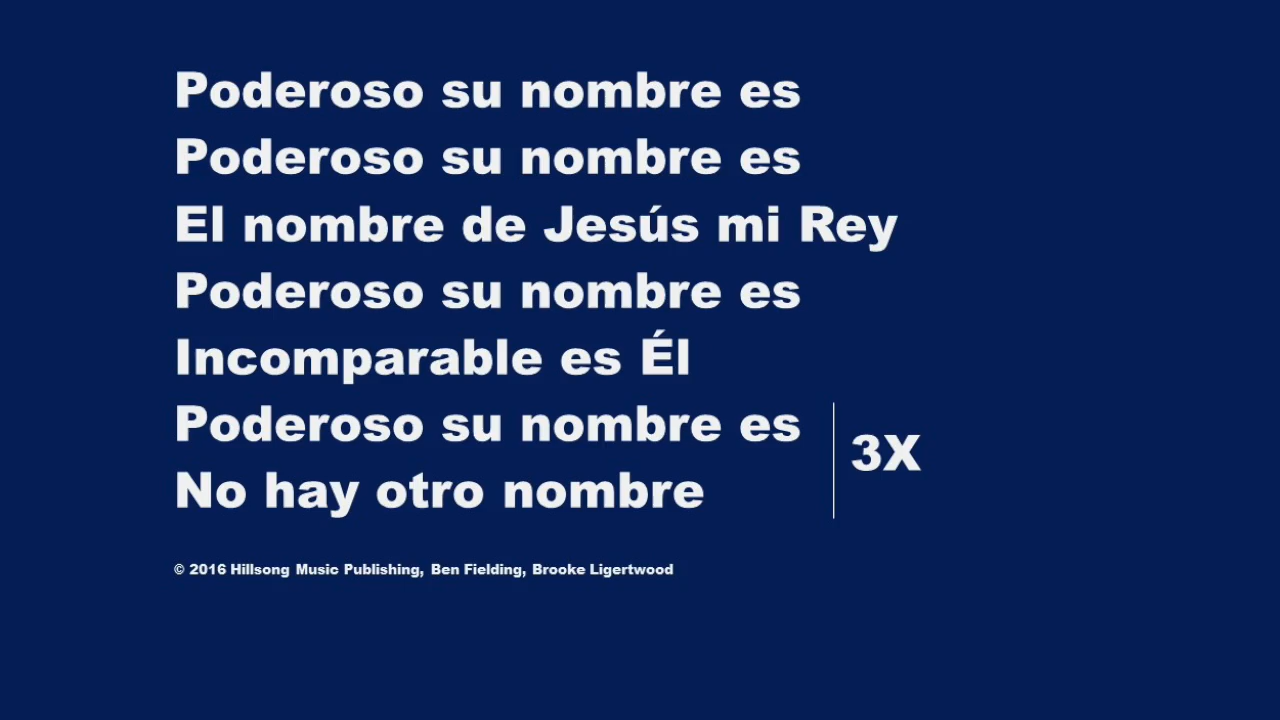 Poderoso su nombre es
Poderoso su nombre es
El nombre de Jesús mi Rey
Poderoso su nombre es
Incomparable es Él
Poderoso su nombre es
No hay otro nombre
3X
© 2016 Hillsong Music Publishing, Ben Fielding, Brooke Ligertwood